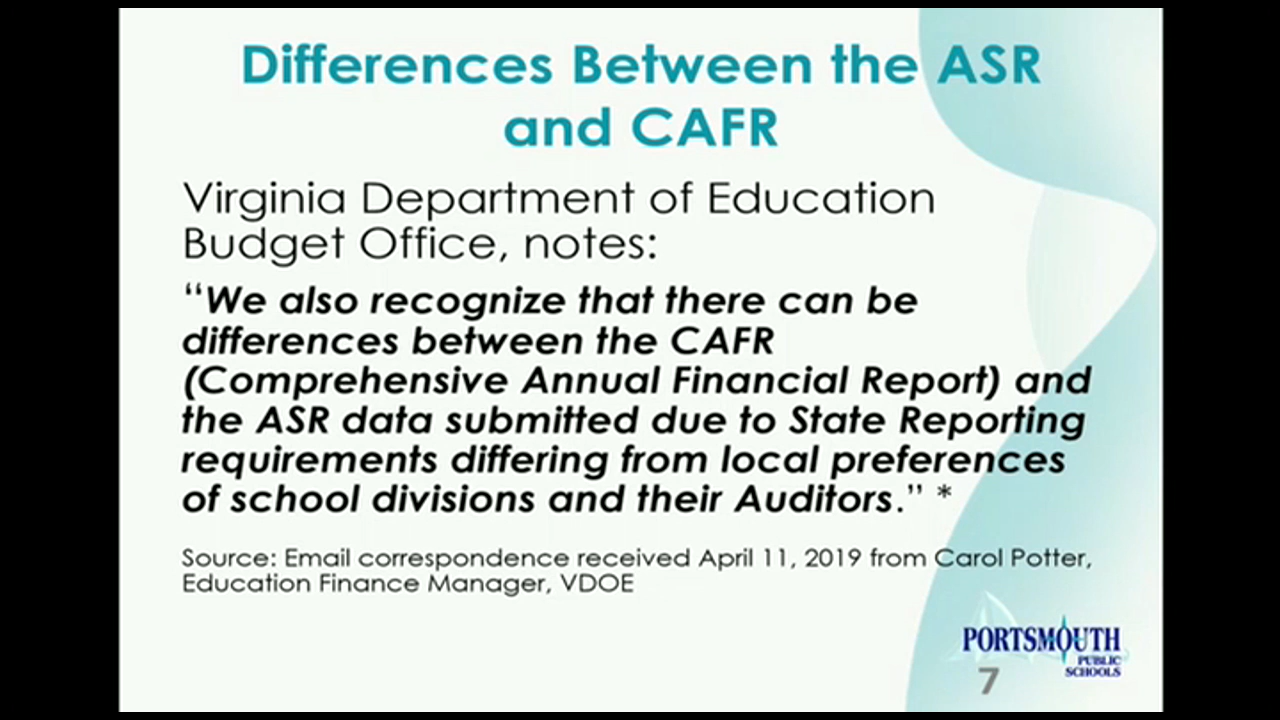 Differences Between the ASR
and CAFR
Virginia Department of Education
Budget Office, notes:
“We also recognize that there can be
differences between the CAFR
(Comprehensive Annual Financial Report) and
the ASR data submitted due to State Reporting
requirements differing from local preferences
of school divisions and their Auditors.” *
Source: Email correspondence received April 11, 2019 from Carol Potter,
Education Finance Manager, VDOE
PORTSMOUTH
PUBLIC
SCHOOLS
7